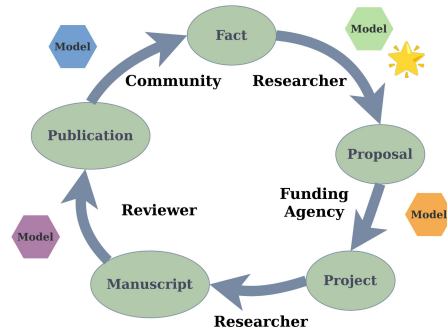 Fact
Model
Model
Community
Researcher
Publication
Proposal
Funding
Agency
Reviewer
Model
Model
Manuscript
Project
Researcher